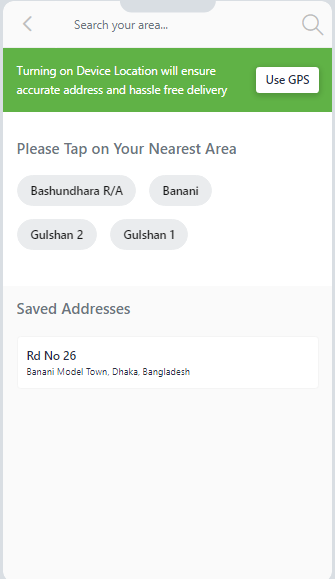 Search your area...
Turning on Device Location will ensure
accurate address and hassle free delivery
Use GPS
Please Tap on Your Nearest Area
Bashundhara R/A
Banani
Gulshan 2
Gulshan 1
Saved Addresses
Rd No 26
Banani Model Town, Dhaka, Bangladesh